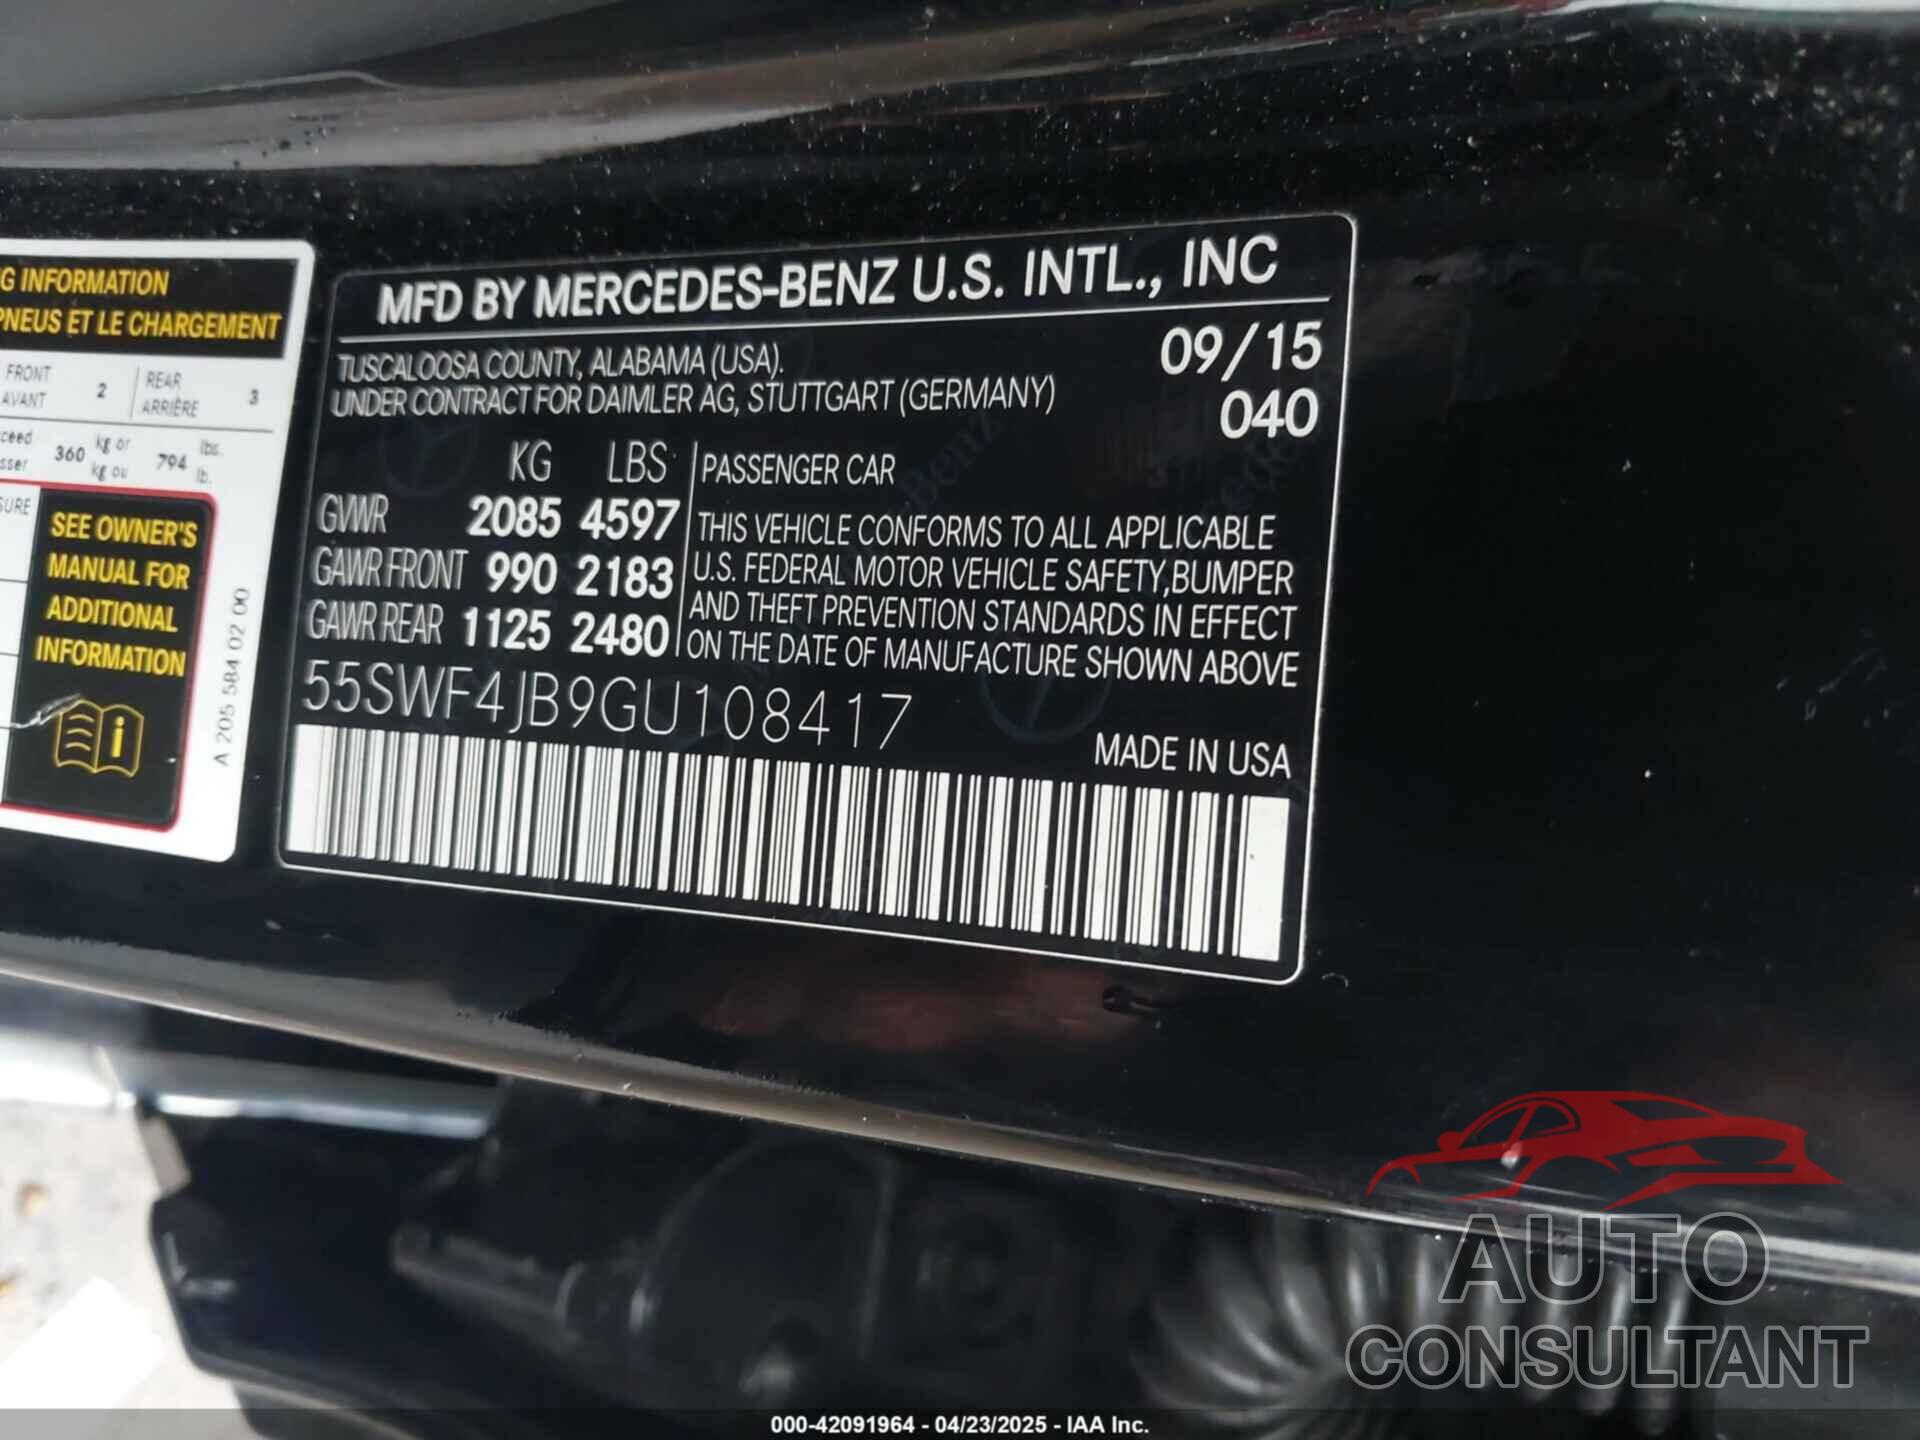 G INFORMATION
PNEUS ET LE CHARGEMENT
FRONT 2 REAR 3
AVANT ARRIÈRE
ceed 360 kg or 794 lbs.
sser kg ou lb.
SURE
SEE OWNER'S
MANUAL FOR
ADDITIONAL
INFORMATION
A 205 584 02 00
MFD BY MERCEDES-BENZ U.S. INTL., INC
TUSCALOOSA COUNTY, ALABAMA (USA). 09/15
UNDER CONTRACT FOR DAIMLER AG, STUTTGART (GERMANY) 040
KG LBS PASSENGER CAR
GVWR 2085 4597
GAWR FRONT 990 2183
GAWR REAR 1125 2480
THIS VEHICLE CONFORMS TO ALL APPLICABLE
U.S. FEDERAL MOTOR VEHICLE SAFETY,BUMPER
AND THEFT PREVENTION STANDARDS IN EFFECT
ON THE DATE OF MANUFACTURE SHOWN ABOVE
55SWF4JB9GU108417
MADE IN USA
AUTO
CONSULTANT
000-42091964 - 04/23/2025 - IAA Inc.